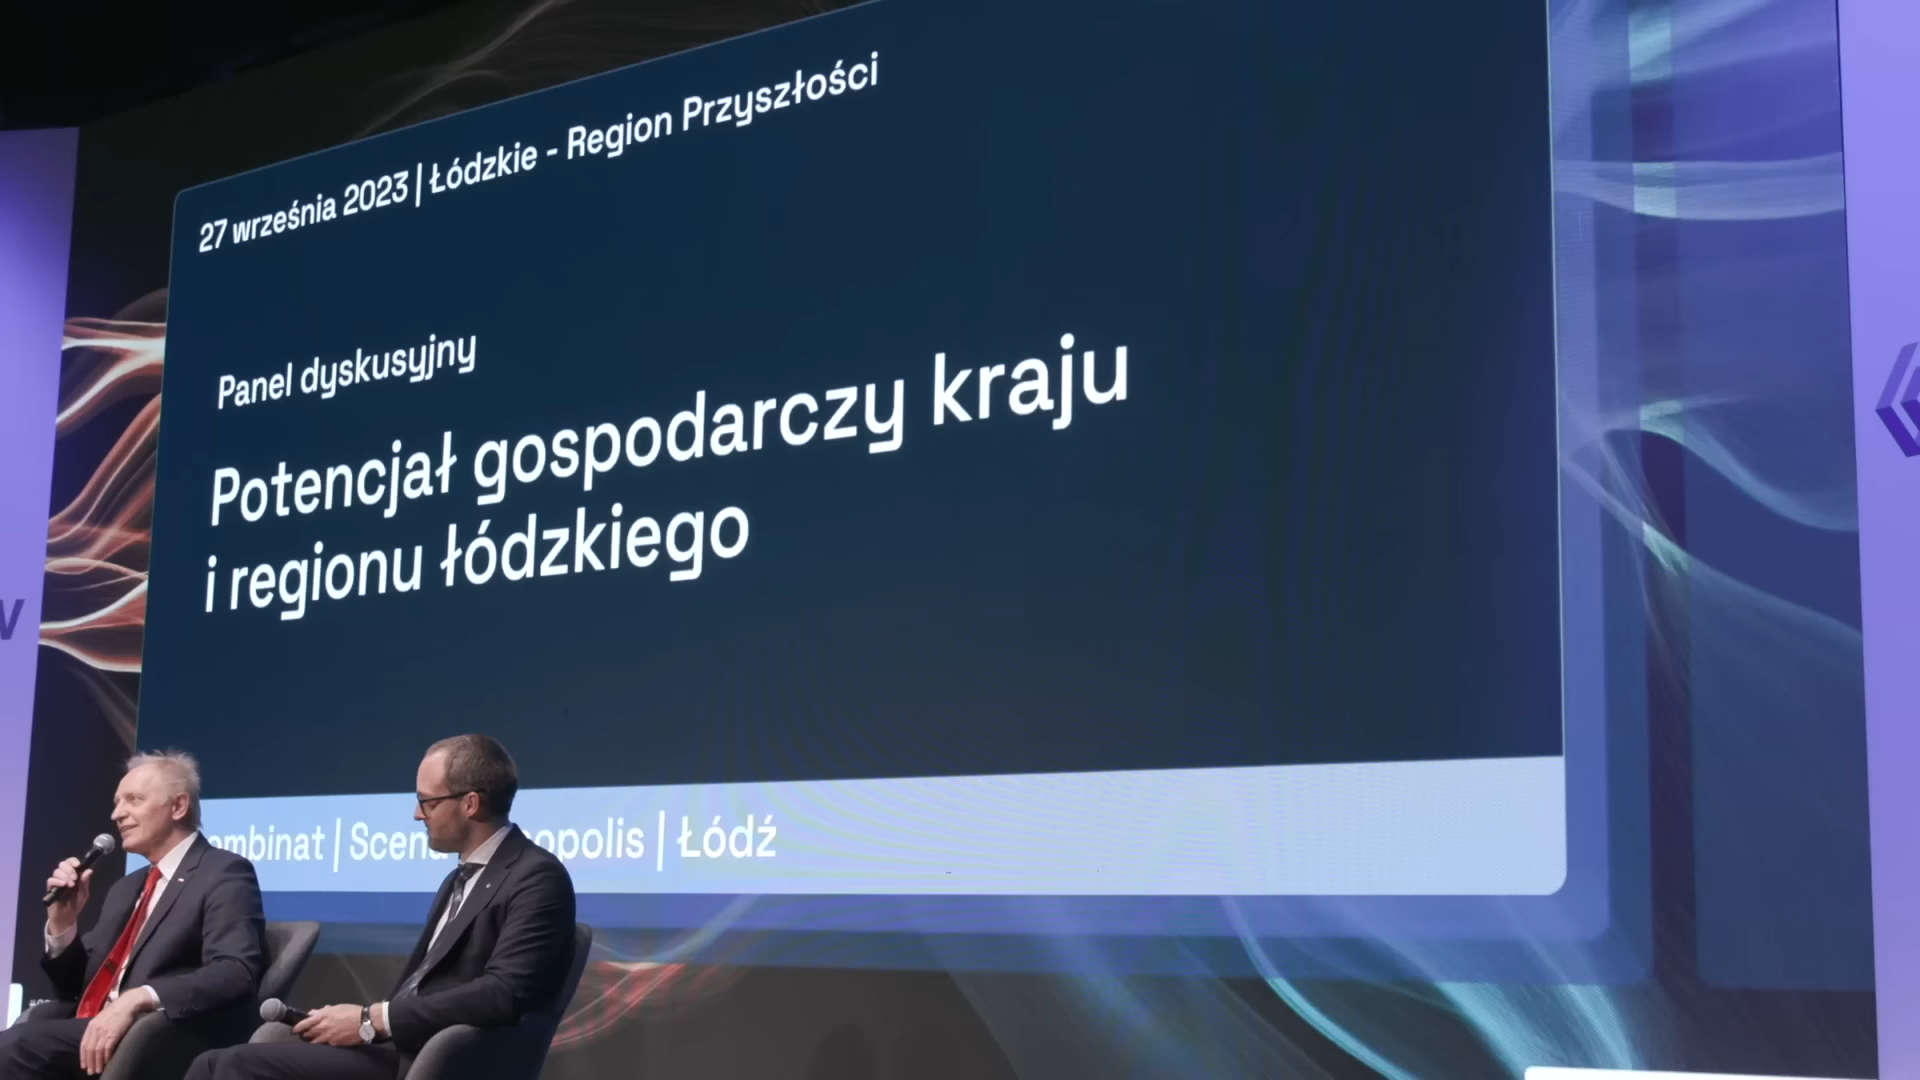 27 września 2023 | Łódzkie - Region Przyszłości
Panel dyskusyjny
Potencjał gospodarczy kraju
i regionu łódzkiego
| Łódź